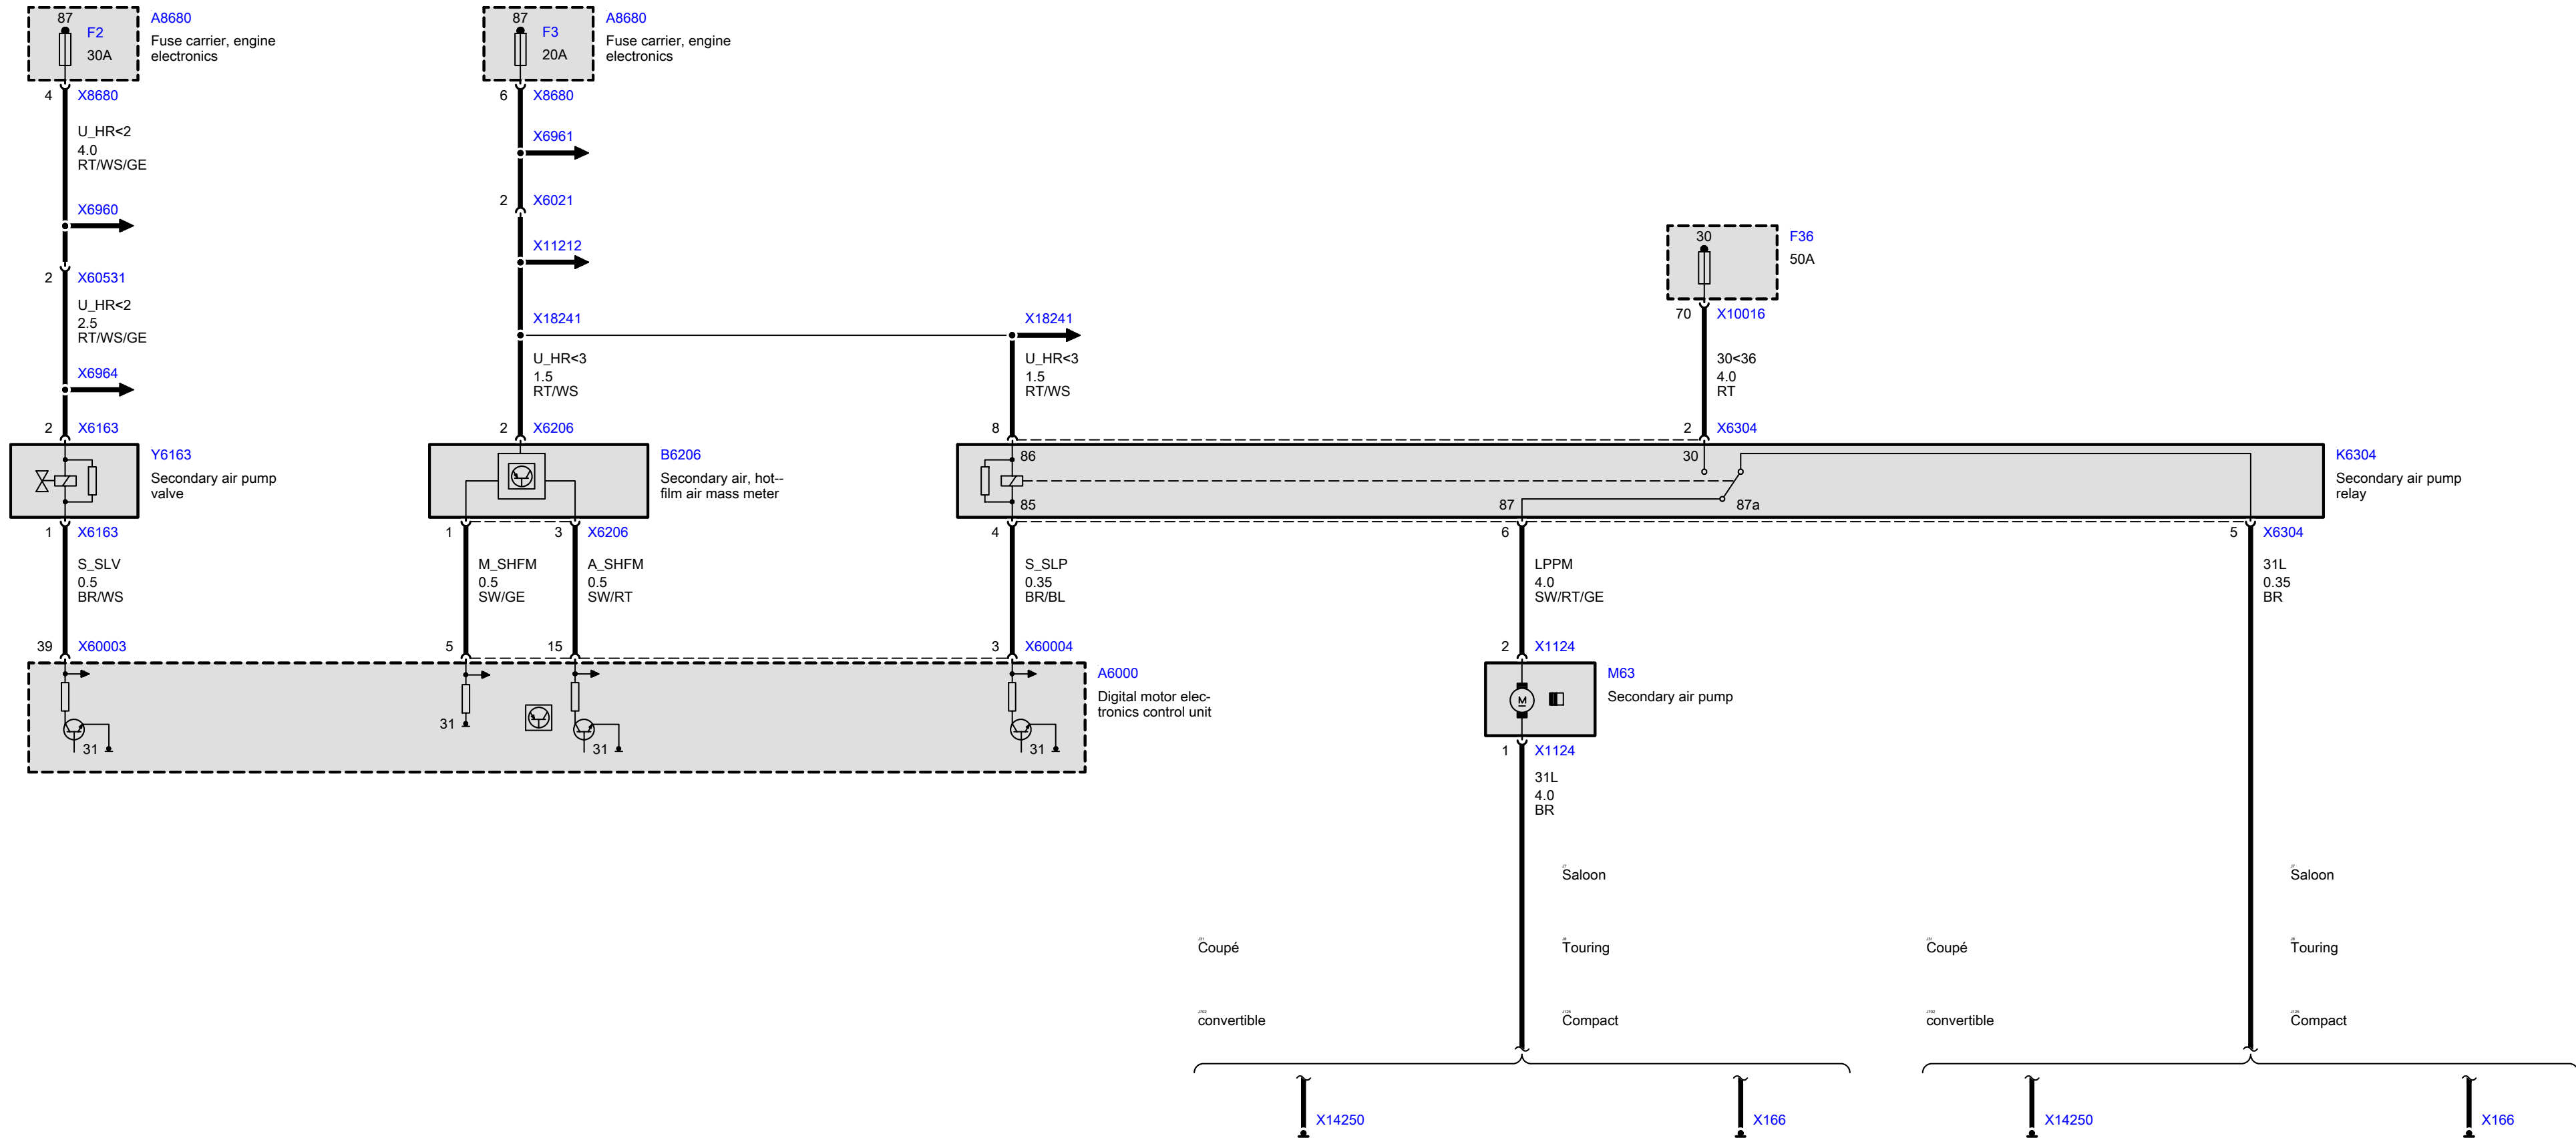 87
F2
30A
A8680
Fuse carrier, engine
electronics
87
F3
20A
A8680
Fuse carrier, engine
electronics
4 X8680
6 X8680
U_HR<2
4.0
RT/WS/GE
X6961
X6960
2 X6021
X11212
30
F36
50A
2 X60531
U_HR<2
2.5
RT/WS/GE
X18241
X18241
70 X10016
X6964
U_HR<3
1.5
RT/WS
U_HR<3
1.5
RT/WS
30<36
4.0
RT
2 X6163
2 X6206
8
2 X6304
Y6163
Secondary air pump
valve
B6206
Secondary air, hot--
film air mass meter
86
85
30
87
87a
K6304
Secondary air pump
relay
1 X6163
1
3 X6206
4
6
5 X6304
S_SLV
0.5
BR/WS
M_SHFM
0.5
SW/GE
A_SHFM
0.5
SW/RT
S_SLP
0.35
BR/BL
LPPM
4.0
SW/RT/GE
31L
0.35
BR
39 X60003
5
15
3 X60004
2 X1124
31
31
31
31
A6000
Digital motor elec-
tronics control unit
M
M63
Secondary air pump
1 X1124
31L
4.0
BR
Saloon
Saloon
Coupé
Touring
Coupé
Touring
convertible
Compact
convertible
Compact
X14250
X166
X14250
X166